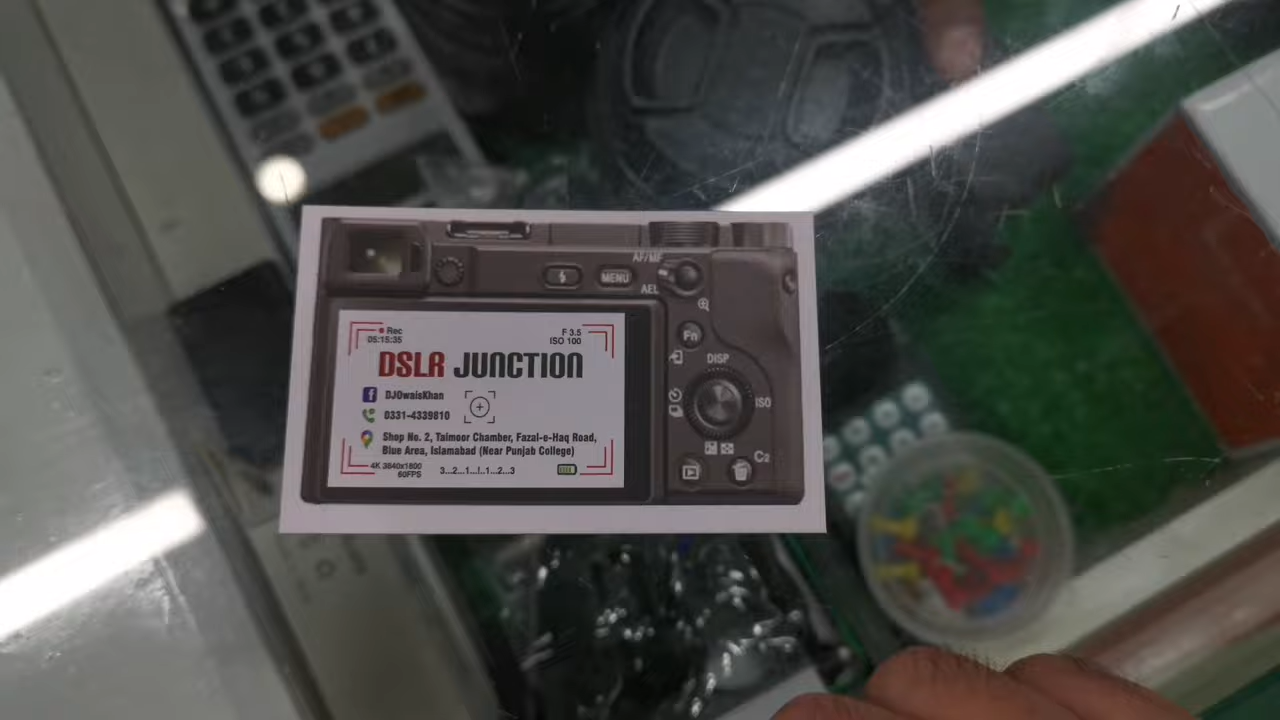 AF/MF
MENU
AEL
Rec
05:15:35
F 3.5
ISO 100
DSLR JUNCTION
DJOwaisKhan
0331-4339810
Shop No. 2, Taimoor Chamber, Fazal-e-Haq Road,
Blue Area, Islamabad (Near Punjab College)
4K 3840x1800
60FPS
3...2...1...!..1...2...3
Fn
DISP
ISO
C2